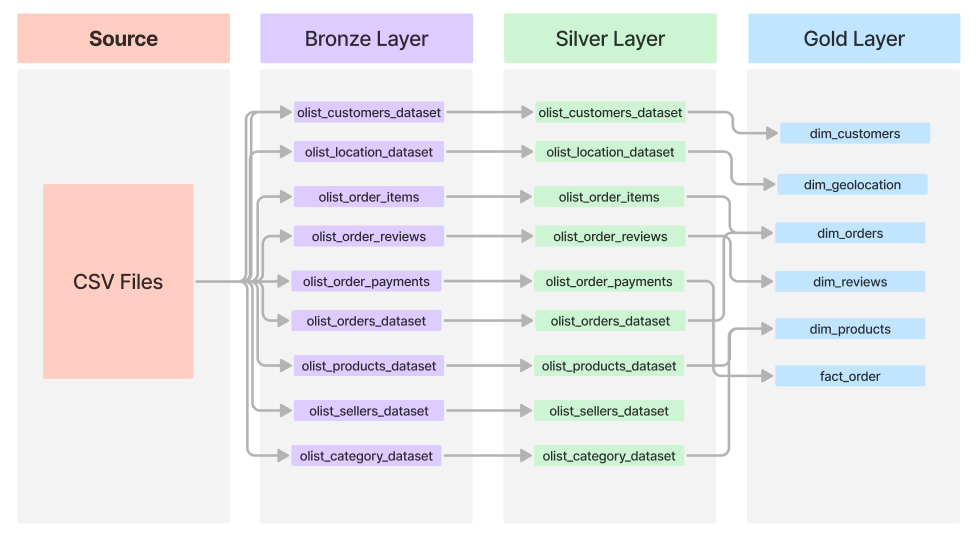 Source
Bronze Layer
Silver Layer
Gold Layer
CSV Files
olist_customers_dataset
olist_location_dataset
olist_order_items
olist_order_reviews
olist_order_payments
olist_orders_dataset
olist_products_dataset
olist_sellers_dataset
olist_category_dataset
olist_customers_dataset
olist_location_dataset
olist_order_items
olist_order_reviews
olist_order_payments
olist_orders_dataset
olist_products_dataset
olist_sellers_dataset
olist_category_dataset
dim_customers
dim_geolocation
dim_orders
dim_reviews
dim_products
fact_order